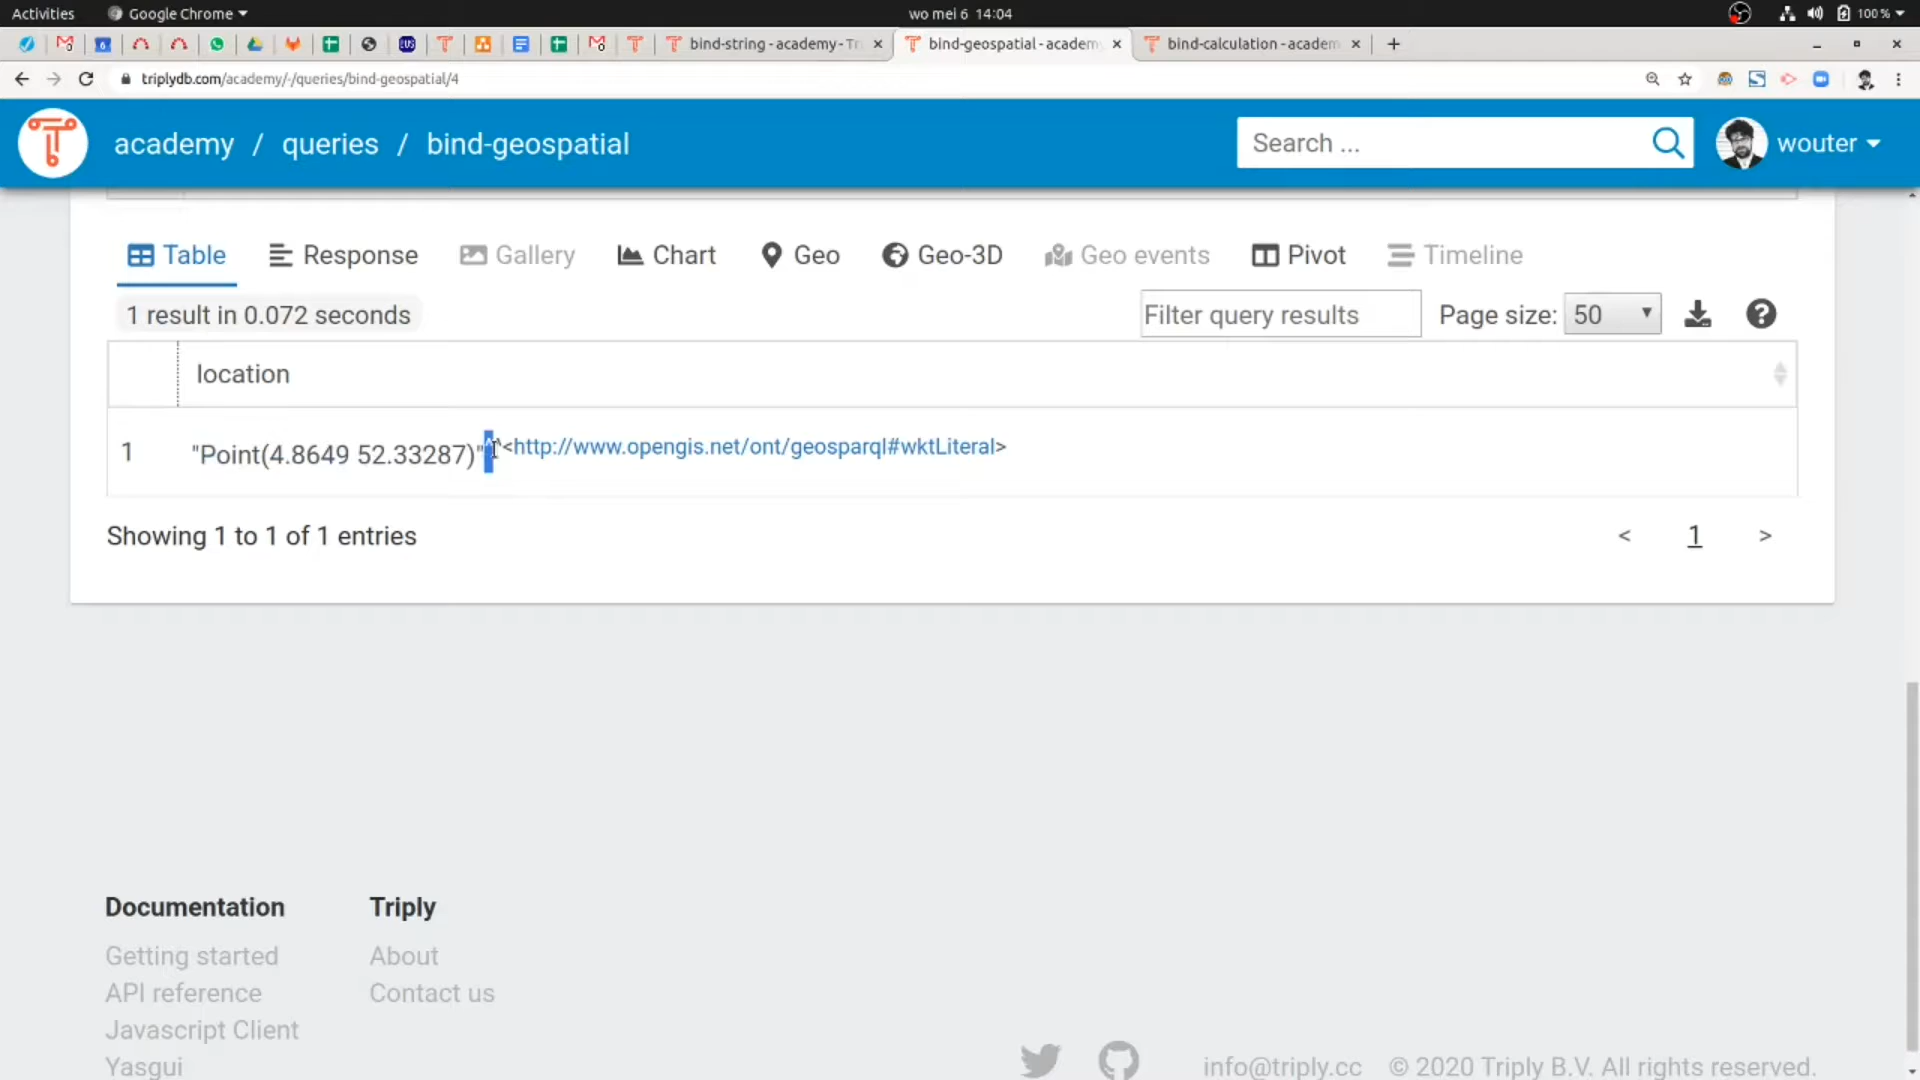 Activities Google Chrome wo mei 6 14:04 100 %
bind-string - academy - Tr bind-geospatial - academ bind-calculation - academ
triplydb.com/academy/-/queries/bind-geospatial/4
academy / queries / bind-geospatial Search ... wouter
Table Response Gallery Chart Geo Geo-3D Geo events Pivot Timeline
1 result in 0.072 seconds Filter query results Page size: 50
location
1 "Point(4.8649 52.33287)"^^<http://www.opengis.net/ont/geosparql#wktLiteral>
Showing 1 to 1 of 1 entries < 1 >
Documentation Triply
Getting started About
API reference Contact us
Javascript Client
Yasgui info@triply.cc © 2020 Triply B.V. All rights reserved.